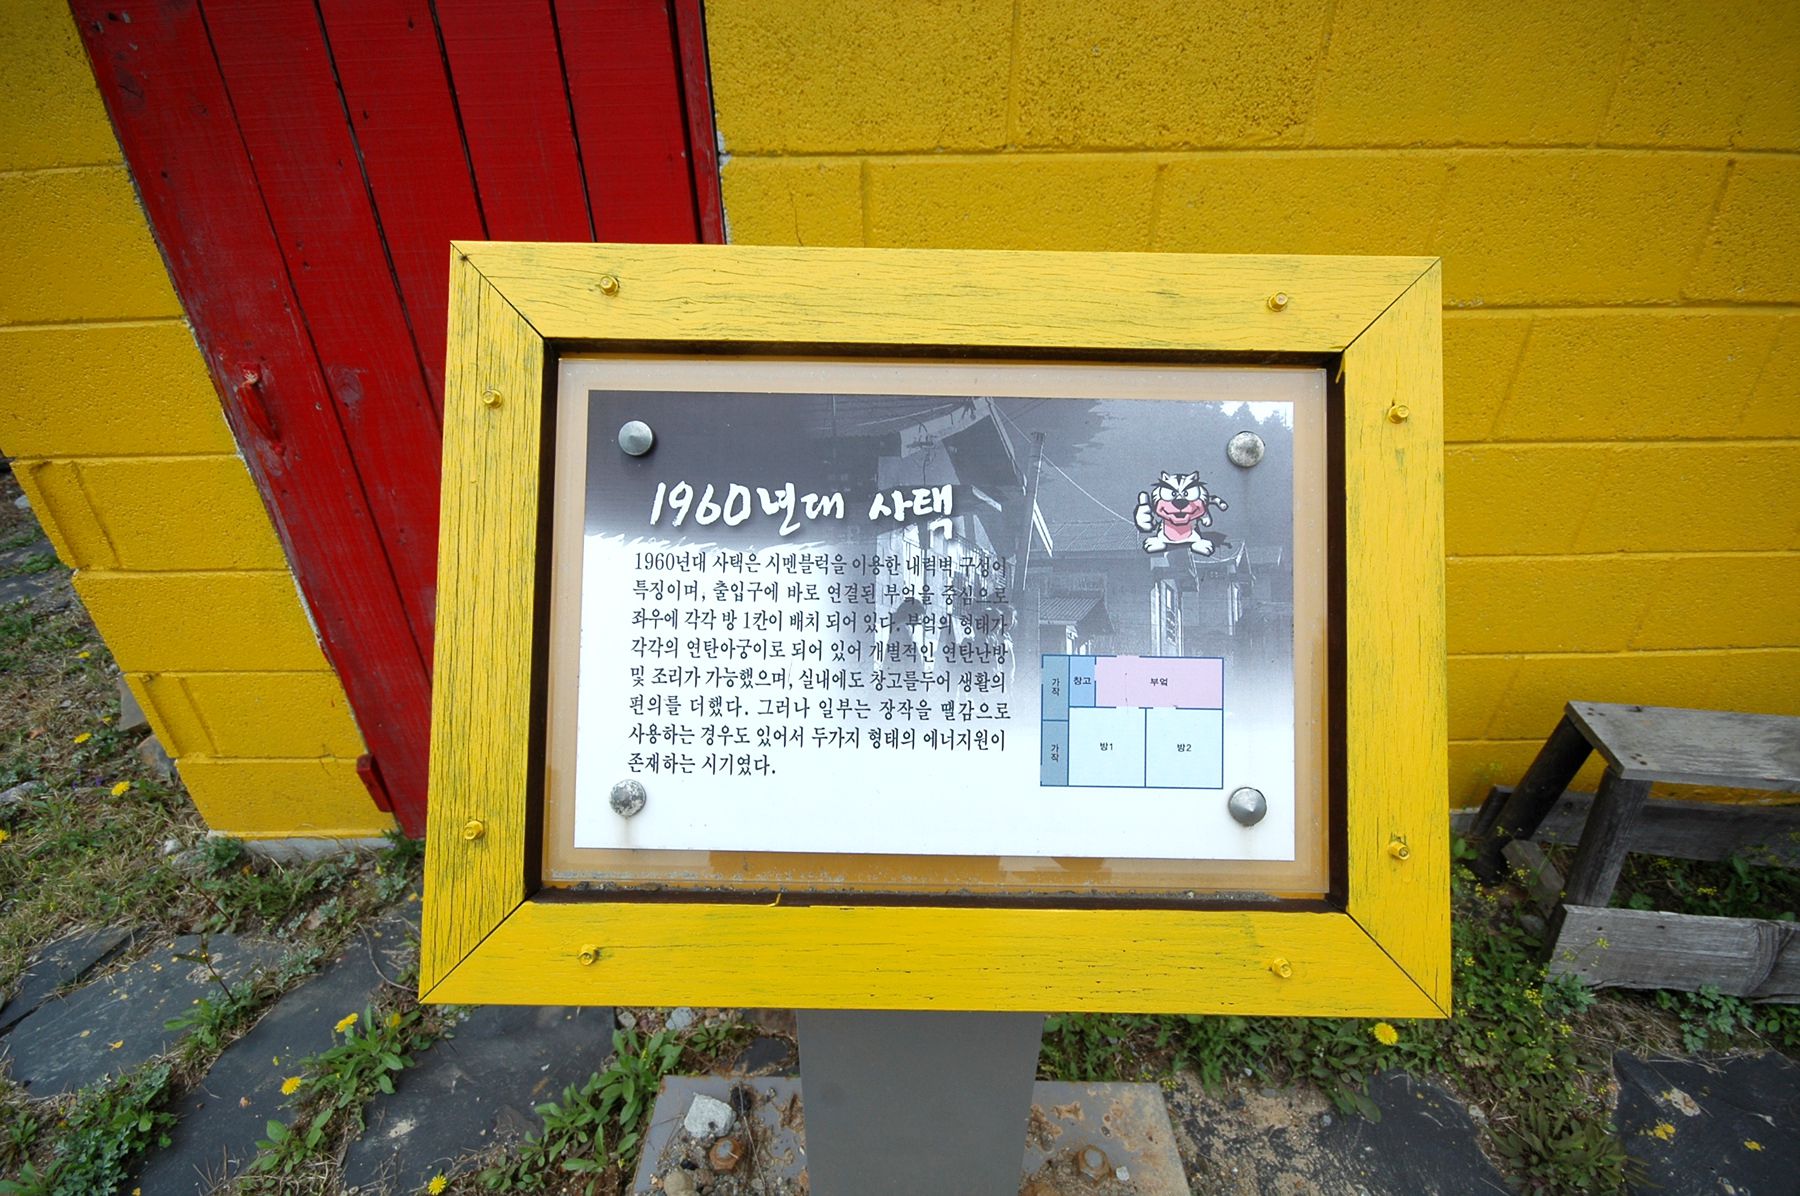 1960년대 사택
1960년대 사택은 시멘블럭을 이용한 내력벽 구성이
특징이며, 출입구에 바로 연결된 부엌을 중심으로
좌우에 각각 방 1칸이 배치 되어 있다. 부엌의 형태가
각각의 연탄아궁이로 되어 있어 개별적인 연탄난방
및 조리가 가능했으며, 실내에도 창고를두어 생활의
편의를 더했다. 그러나 일부는 장작을 땔감으로
사용하는 경우도 있어서 두가지 형태의 에너지원이
존재하는 시기였다.
가작
창고
부엌
가작
방1
방2